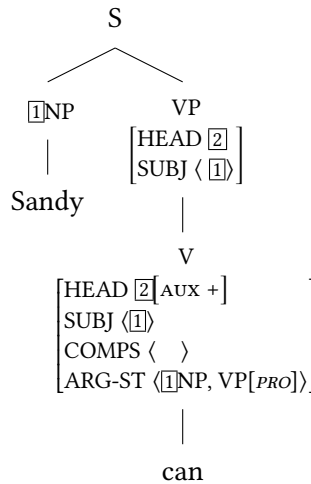 S
1NP VP
[HEAD 2
SUBJ ⟨ 1⟩]
Sandy
V
[HEAD 2[AUX +]
SUBJ ⟨1⟩
COMPS ⟨ ⟩
ARG-ST ⟨1NP, VP[PRO]⟩]
can